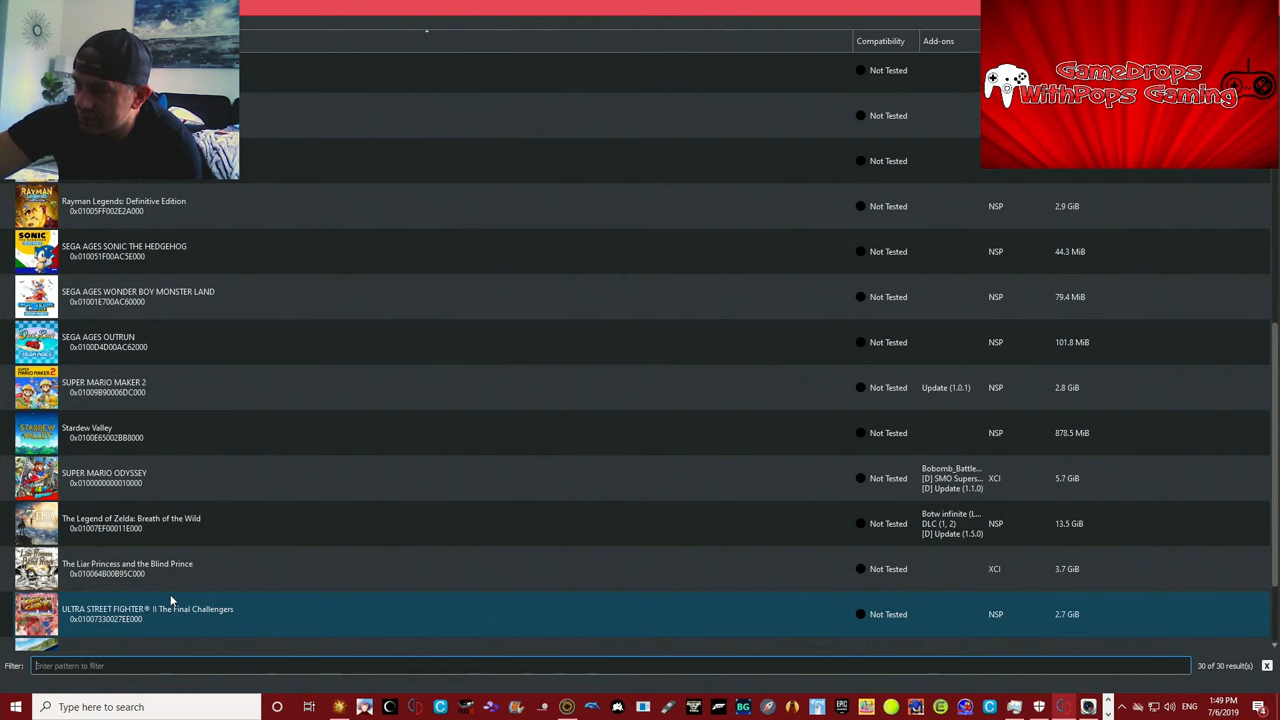 Compatibility Add-ons
Not Tested
Not Tested
Not Tested
GameDrops
WithPops Gaming
Rayman Legends: Definitive Edition
0x01005FF002E2A000
Not Tested NSP 2.9 GiB
SEGA AGES SONIC THE HEDGEHOG
0x010051F00AC5E000
Not Tested NSP 44.3 MiB
SEGA AGES WONDER BOY MONSTER LAND
0x01001E700AC60000
Not Tested NSP 79.4 MiB
SEGA AGES OUTRUN
0x0100D4D00AC62000
Not Tested NSP 101.8 MiB
SUPER MARIO MAKER 2
0x01009B90006DC000
Not Tested Update (1.0.1) NSP 2.8 GiB
Stardew Valley
0x0100E65002BB8000
Not Tested NSP 878.5 MiB
SUPER MARIO ODYSSEY
0x0100000000010000
Not Tested XCI 5.7 GiB
Bobomb_Battle...
[D] SMO Supers...
[D] Update (1.1.0)
The Legend of Zelda: Breath of the Wild
0x01007EF00011E000
Not Tested NSP 13.5 GiB
Botw infinite (L...
DLC (1, 2)
[D] Update (1.5.0)
The Liar Princess and the Blind Prince
0x010064B00B95C000
Not Tested XCI 3.7 GiB
ULTRA STREET FIGHTER® II The Final Challengers
0x01007330027EE000
Not Tested NSP 2.7 GiB
Filter: Enter pattern to filter 30 of 30 result(s) X
Type here to search
ENG
1:49 PM
7/6/2019